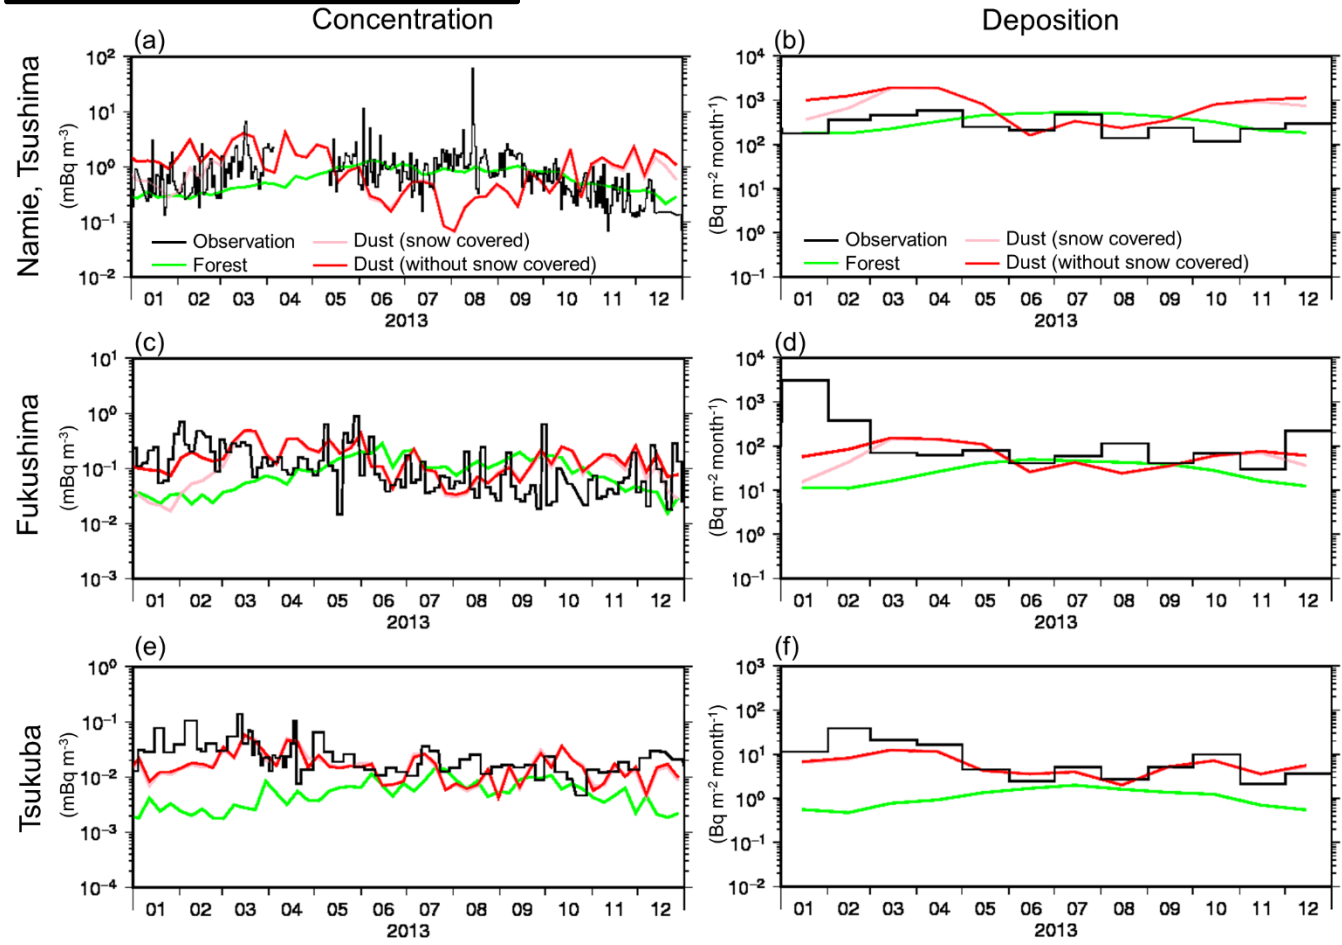 Concentration
Deposition
Namie, Tsushima
(a)
10²
10¹
10⁰
10⁻¹
10⁻²
(mBq m⁻³)
Observation
Forest
Dust (snow covered)
Dust (without snow covered)
01 02 03 04 05 06 07 08 09 10 11 12
2013
(b)
10⁴
10³
10²
10¹
10⁰
10⁻¹
(Bq m⁻² month⁻¹)
Observation
Forest
Dust (snow covered)
Dust (without snow covered)
01 02 03 04 05 06 07 08 09 10 11 12
2013
Fukushima
(c)
10¹
10⁰
10⁻¹
10⁻²
10⁻³
(mBq m⁻³)
01 02 03 04 05 06 07 08 09 10 11 12
2013
(d)
10⁴
10³
10²
10¹
10⁰
10⁻¹
(Bq m⁻² month⁻¹)
01 02 03 04 05 06 07 08 09 10 11 12
2013
Tsukuba
(e)
10⁰
10⁻¹
10⁻²
10⁻³
10⁻⁴
(mBq m⁻³)
01 02 03 04 05 06 07 08 09 10 11 12
2013
(f)
10³
10²
10¹
10⁰
10⁻¹
10⁻²
(Bq m⁻² month⁻¹)
01 02 03 04 05 06 07 08 09 10 11 12
2013